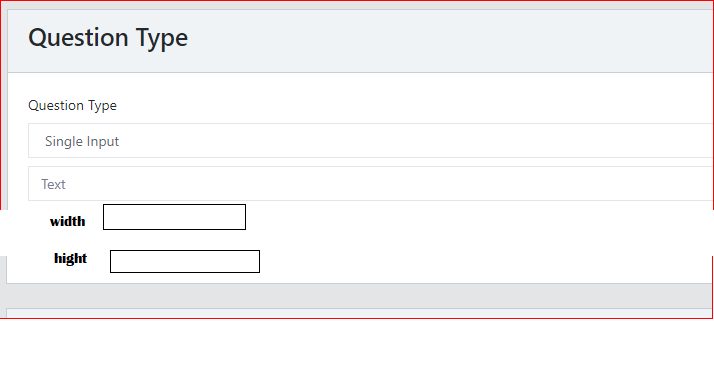 Question Type
Question Type
Single Input
Text
width
hight